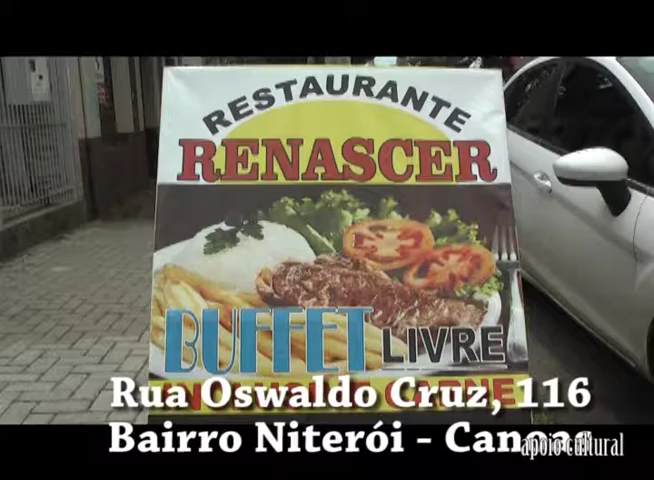 RESTAURANTE
RENASCER
BUFFET LIVRE
Rua Oswaldo Cruz, 116
Bairro Niterói - Canoas
apoio cultural